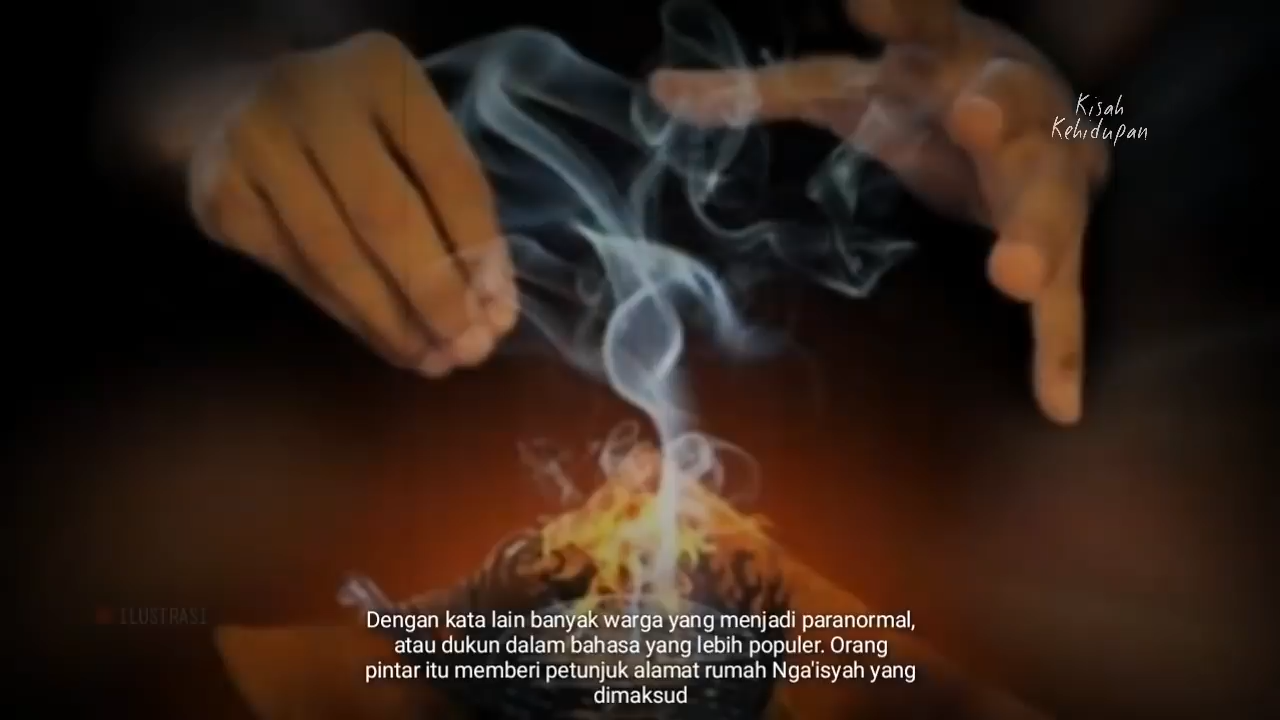 Kisah
Kehidupan
ILUSTRASI
Dengan kata lain banyak warga yang menjadi paranormal,
atau dukun dalam bahasa yang lebih populer. Orang
pintar itu memberi petunjuk alamat rumah Nga'isyah yang
dimaksud